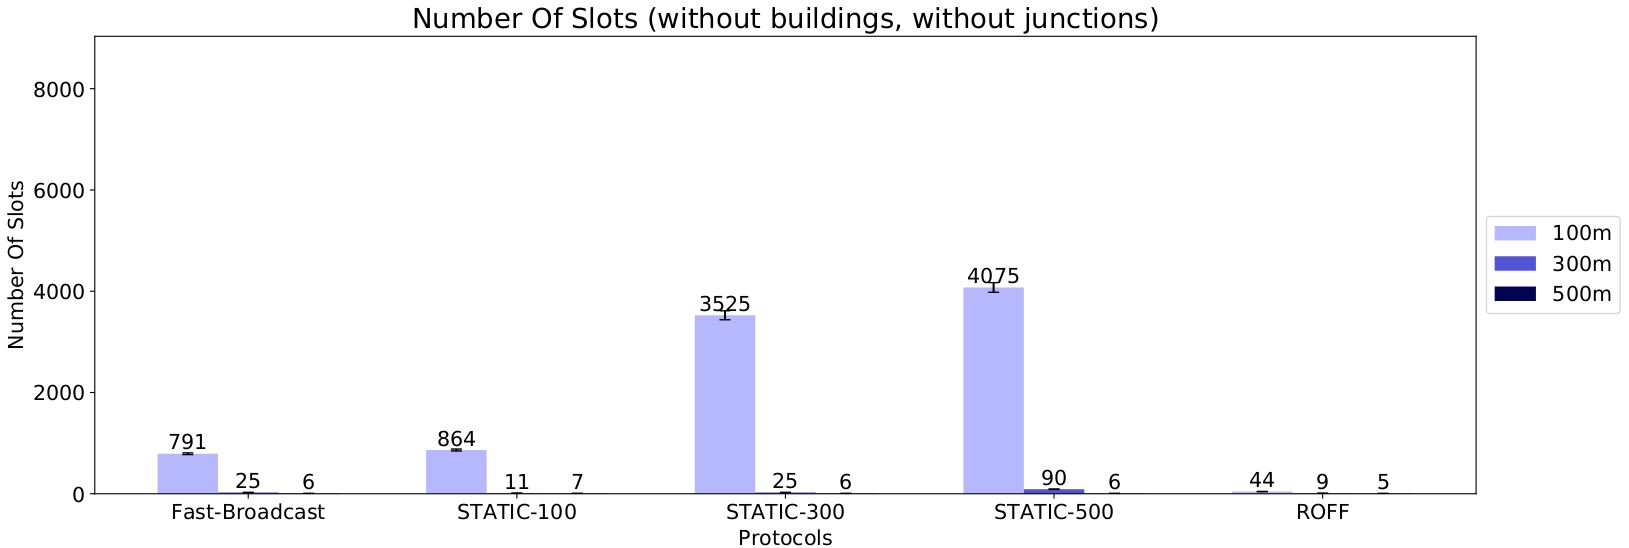 Number Of Slots (without buildings, without junctions)
Number Of Slots
8000
6000
4000
2000
0
791
25
6
864
11
7
3525
25
6
4075
90
6
44
9
5
Fast-Broadcast
STATIC-100
STATIC-300
STATIC-500
ROFF
Protocols
100m
300m
500m